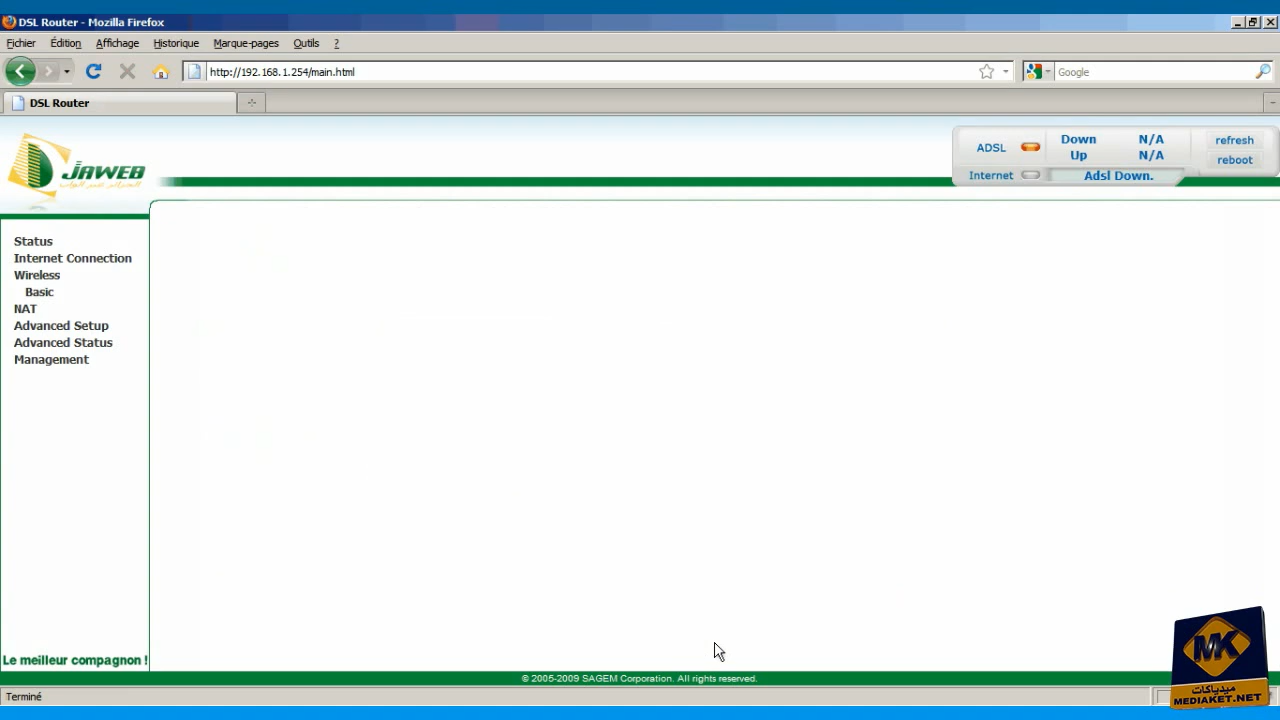 DSL Router - Mozilla Firefox
Fichier Édition Affichage Historique Marque-pages Outils ?
http://192.168.1.254/main.html
Google
DSL Router
JAWEB
ADSL
Down N/A
Up N/A
Internet
Adsl Down.
refresh
reboot
Status
Internet Connection
Wireless
Basic
NAT
Advanced Setup
Advanced Status
Management
Le meilleur compagnon !
© 2005-2009 SAGEM Corporation. All rights reserved.
Terminé
MK
ميدياكات
MEDIAKET.NET